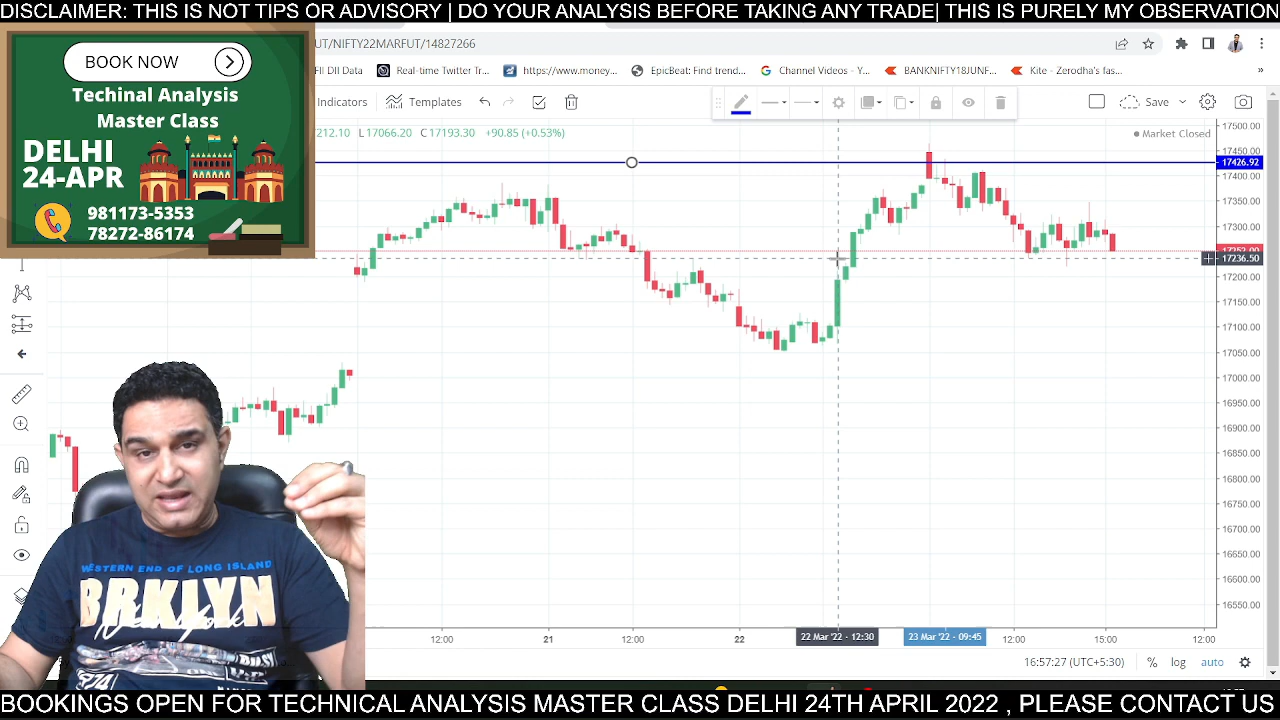 DISCLAIMER: THIS IS NOT TIPS OR ADVISORY | DO YOUR ANALYSIS BEFORE TAKING ANY TRADE| THIS IS PURELY MY OBSERVATION
BOOK NOW
Techinal Analysis
Master Class
DELHI
24-APR
981173-5353
78272-86174
UT/NIFTY22MARFUT/14827266
FII DII Data
Real-time Twitter Tr...
https://www.money...
EpicBeat: Find trend...
Channel Videos - Y...
BANKNIFTY18JUNF...
Kite - Zerodha's fas...
»
Indicators
Templates
Save
212.10 L17066.20 C17193.30 +90.85 (+0.53%)
Market Closed
17500.00
17450.00
17426.92
17400.00
17350.00
17300.00
17252.00
17236.50
17200.00
17150.00
17100.00
17050.00
17000.00
16950.00
16900.00
16850.00
16800.00
16750.00
16700.00
16650.00
16600.00
16550.00
12:00
21
12:00
22
22 Mar '22 - 12:30
23 Mar '22 - 09:45
12:00
15:00
12:00
16:57:27 (UTC+5:30)
%
log
auto
WESTERN END OF LONG ISLAND
BRKLYN
BOOKINGS OPEN FOR TECHNICAL ANALYSIS MASTER CLASS DELHI 24TH APRIL 2022 , PLEASE CONTACT US